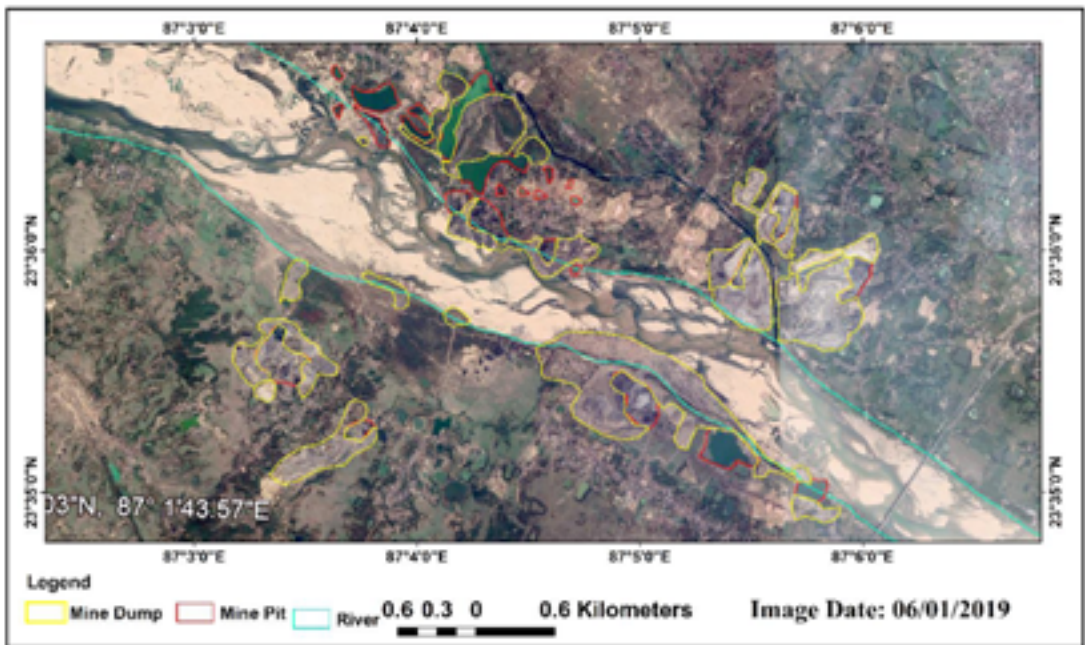 87°3'0"E 87°4'0"E 87°5'0"E 87°6'0"E
23°36'0"N 23°36'0"N
23°35'0"N 23°35'0"N
03"N, 87° 1'43.57"E
87°3'0"E 87°4'0"E 87°5'0"E 87°6'0"E
Legend
Mine Dump Mine Pit River 0.6 0.3 0 0.6 Kilometers Image Date: 06/01/2019